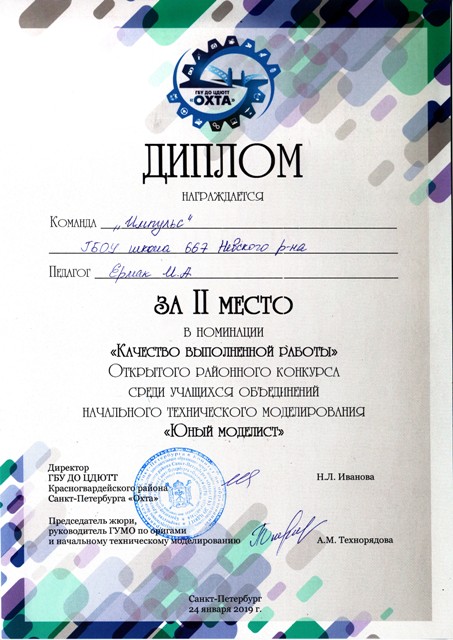 ГБУ ДО ЦДЮТТ
«ОХТА»
ДИПЛОМ
НАГРАЖДАЕТСЯ
КОМАНДА „Импульс“
ГБОУ школа 667 Невского р-на
ПЕДАГОГ Ермак И.А
ЗА II МЕСТО
В НОМИНАЦИИ
«КАЧЕСТВО ВЫПОЛНЕННОЙ РАБОТЫ»
ОТКРЫТОГО РАЙОННОГО КОНКУРСА
СРЕДИ УЧАЩИХСЯ ОБЪЕДИНЕНИЙ
НАЧАЛЬНОГО ТЕХНИЧЕСКОГО МОДЕЛИРОВАНИЯ
«ЮНЫЙ МОДЕЛИСТ»
Директор
ГБУ ДО ЦДЮТТ
Красногвардейского района
Санкт-Петербурга «Охта»
Н.Л. Иванова
Председатель жюри,
руководитель ГУМО по оригами
и начальному техническому моделированию
А.М. Технорядова
Санкт-Петербург
24 января 2019 г.